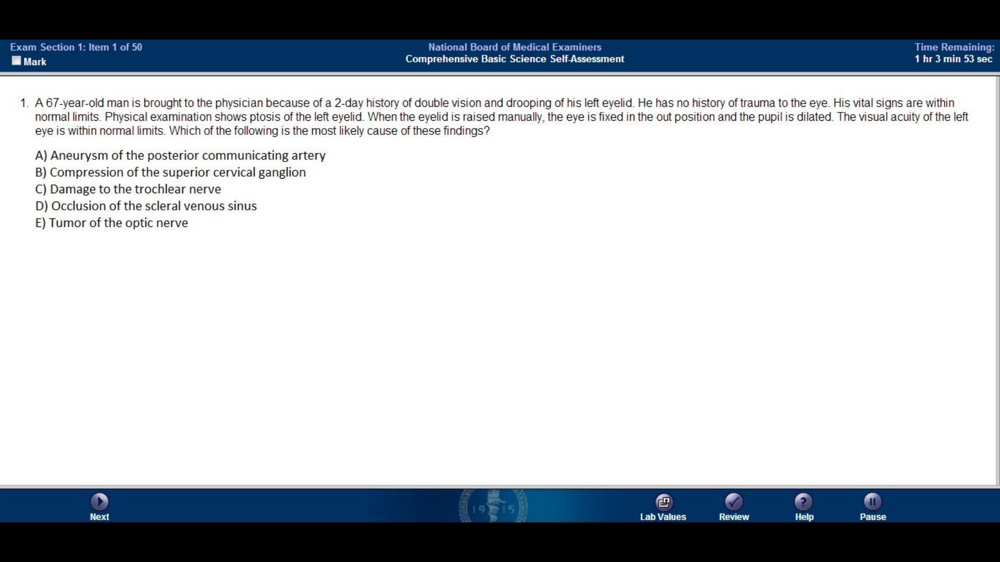 Exam Section 1: Item 1 of 50
National Board of Medical Examiners
Time Remaining:
Mark
Comprehensive Basic Science Self-Assessment
1 hr 3 min 53 sec
1. A 67-year-old man is brought to the physician because of a 2-day history of double vision and drooping of his left eyelid. He has no history of trauma to the eye. His vital signs are within
normal limits. Physical examination shows ptosis of the left eyelid. When the eyelid is raised manually, the eye is fixed in the out position and the pupil is dilated. The visual acuity of the left
eye is within normal limits. Which of the following is the most likely cause of these findings?
A) Aneurysm of the posterior communicating artery
B) Compression of the superior cervical ganglion
C) Damage to the trochlear nerve
D) Occlusion of the scleral venous sinus
E) Tumor of the optic nerve
1915
Next
Lab Values
Review
Help
Pause